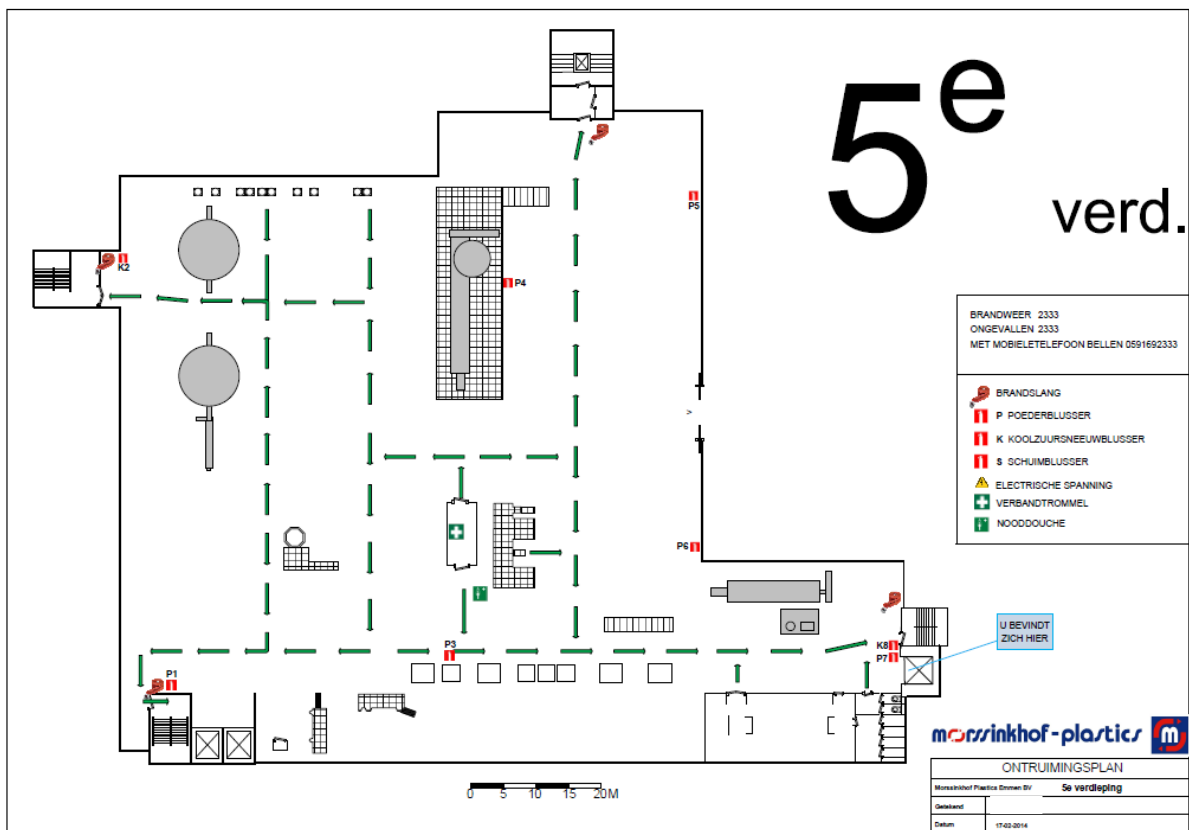 5e
verd.
P5
K2
P4
BRANDWEER 2333
ONGEVALLEN 2333
MET MOBIELETELEFOON BELLEN 0591692333
BRANDSLANG
P POEDERBLUSSER
K KOOLZUURSNEEUWBLUSSER
S SCHUIMBLUSSER
ELECTRISCHE SPANNING
VERBANDTROMMEL
NOODDOUCHE
P6
U BEVINDT
ZICH HIER
P3
K8
P7
P1
morssinkhof-plastics m
ONTRUIMINGSPLAN
Morssinkhof Plastics Emmen BV 5e verdieping
Getekend
Datum 17-02-2014
0 5 10 15 20M